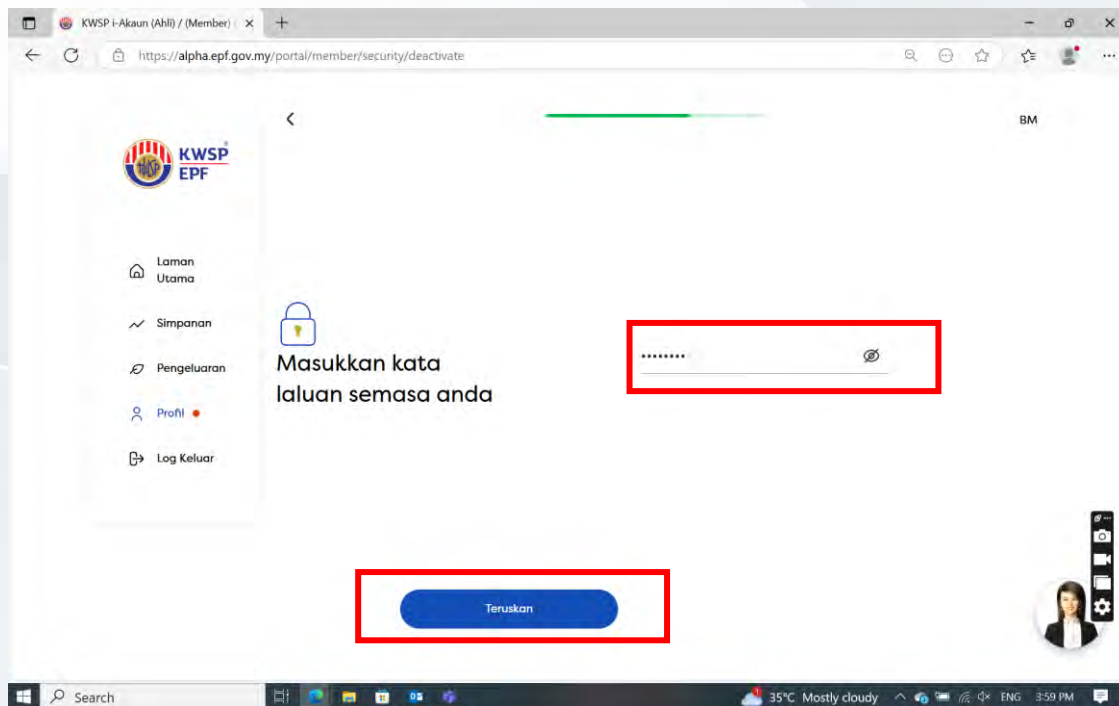 KWSP i-Akaun (Ahli) / (Member)
https://alpha.epf.gov.my/portal/member/security/deactivate
BM
KWSP
EPF
Laman
Utama
Simpanan
Pengeluaran
Profil
Log Keluar
Masukkan kata
laluan semasa anda
••••••••
Teruskan
Search
35°C Mostly cloudy
ENG
3:59 PM